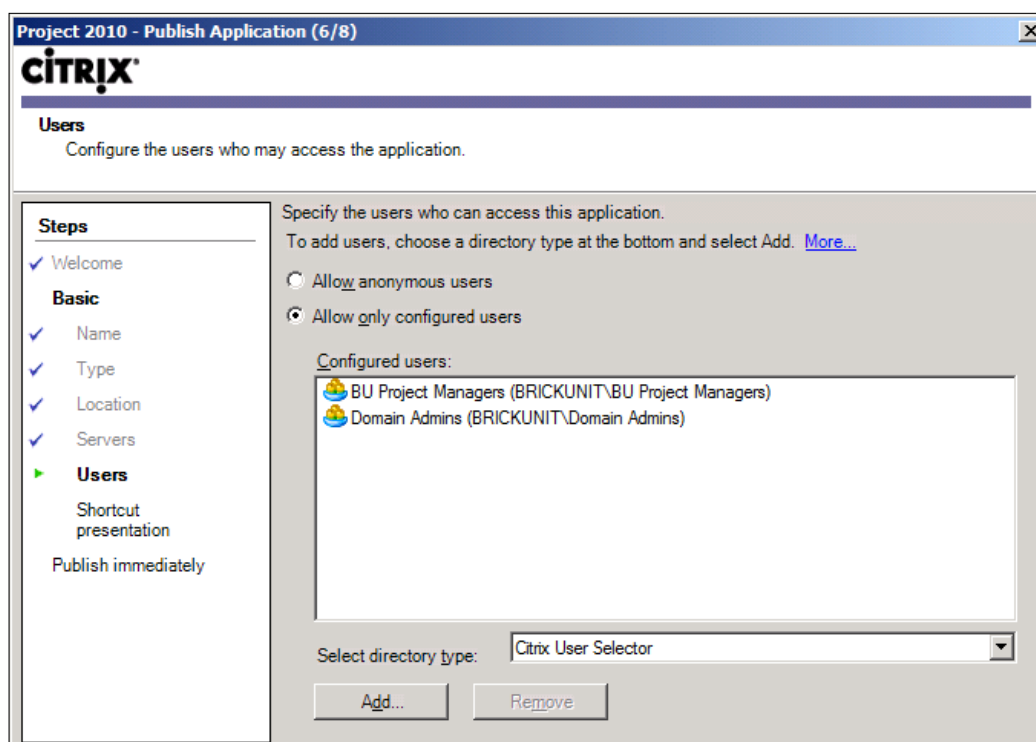 Project 2010 - Publish Application (6/8)
CITRIX®
Users
Configure the users who may access the application.
Steps
Welcome
Basic
Name
Type
Location
Servers
Users
Shortcut
presentation
Publish immediately
Specify the users who can access this application.
To add users, choose a directory type at the bottom and select Add. More...
Allow anonymous users
Allow only configured users
Configured users:
BU Project Managers (BRICKUNIT\BU Project Managers)
Domain Admins (BRICKUNIT\Domain Admins)
Select directory type:
Citrix User Selector
Add...
Remove